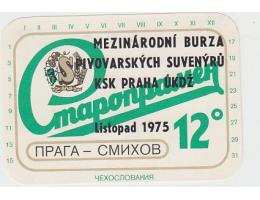 I II III IV V VI VII VIII IX X XI XII
MEZINÁRODNÍ BURZA
PIVOVARSKÝCH SUVENÝRŮ
KSK PRAHA ÚKDŽ
Старопрамен
Listopad 1975
12°
ПРАГА – СМИХОВ
ЧЕХОСЛОВАКИЯ